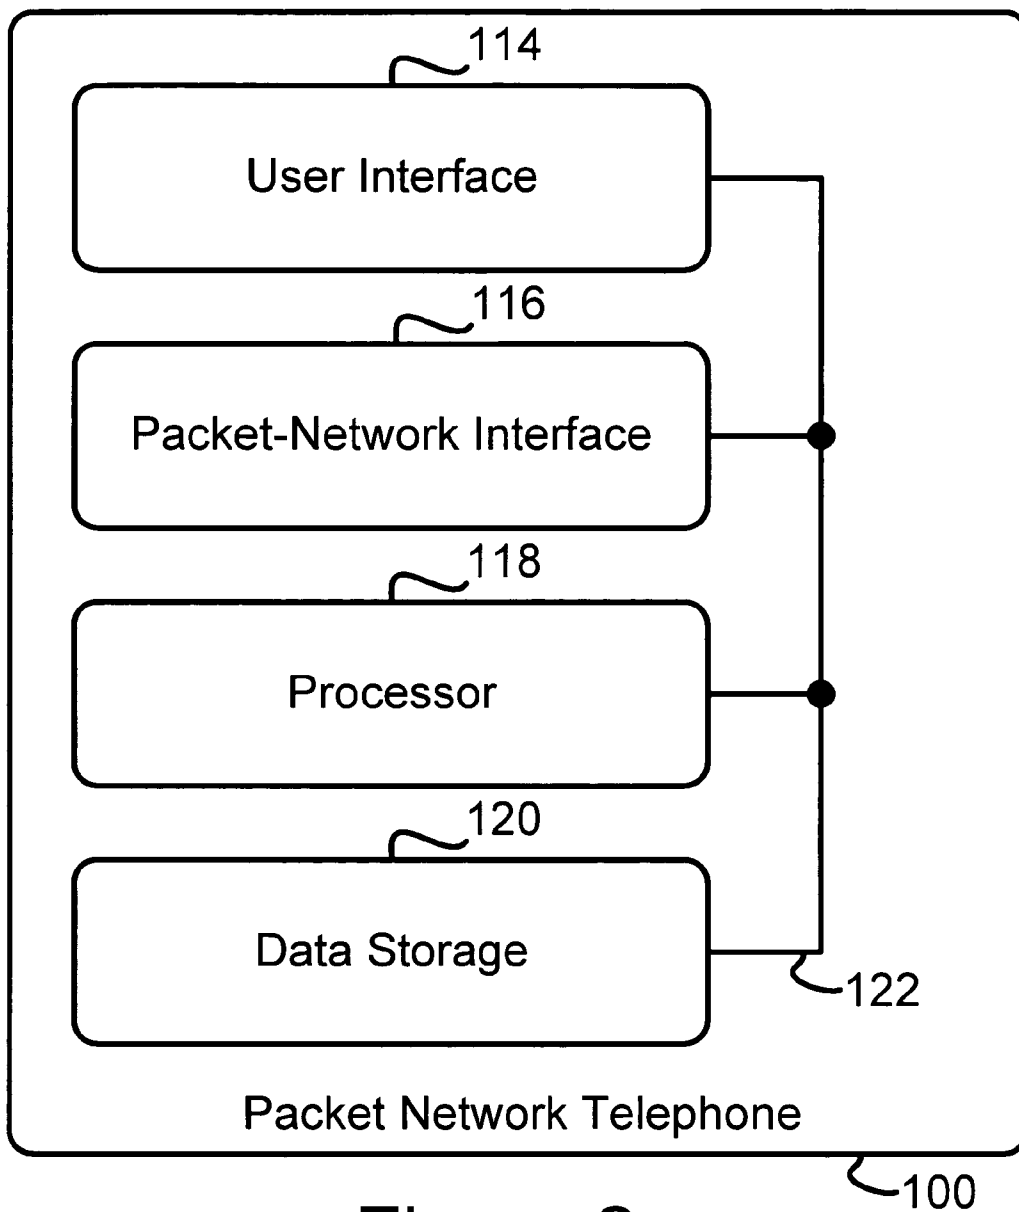 114
User Interface
116
Packet-Network Interface
118
Processor
120
Data Storage
122
Packet Network Telephone
100